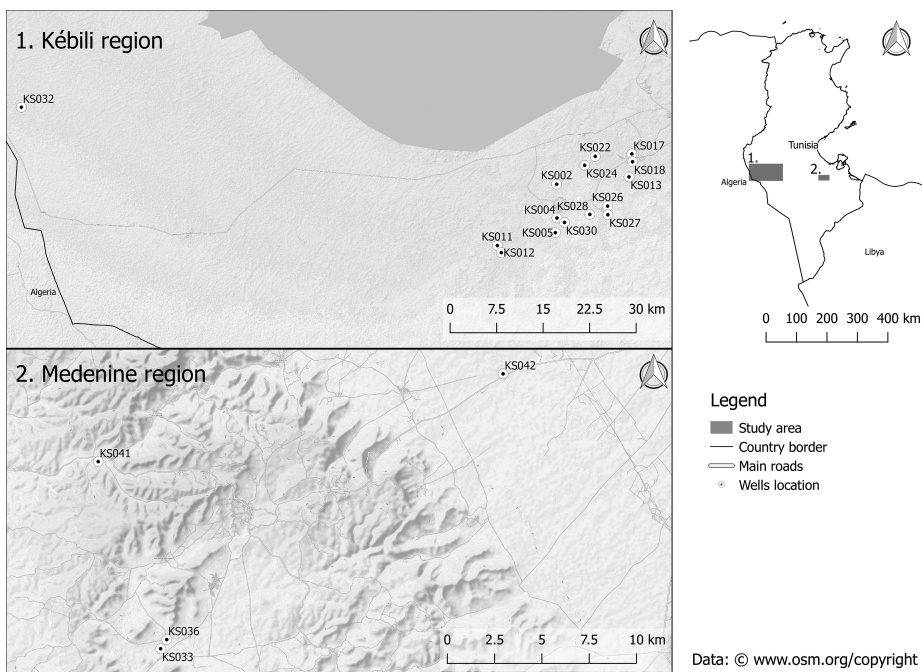 1. Kébili region
KS032
KS022
KS017
KS024
KS018
KS002
KS013
KS026
KS004
KS028
KS027
KS005
KS030
KS011
KS012
Algeria
0 7.5 15 22.5 30 km
2. Medenine region
KS042
KS041
KS036
KS033
0 2.5 5 7.5 10 km
Tunisia
1.
2.
Algeria
Libya
0 100 200 300 400 km
Legend
Study area
Country border
Main roads
Wells location
Data: © www.osm.org/copyright